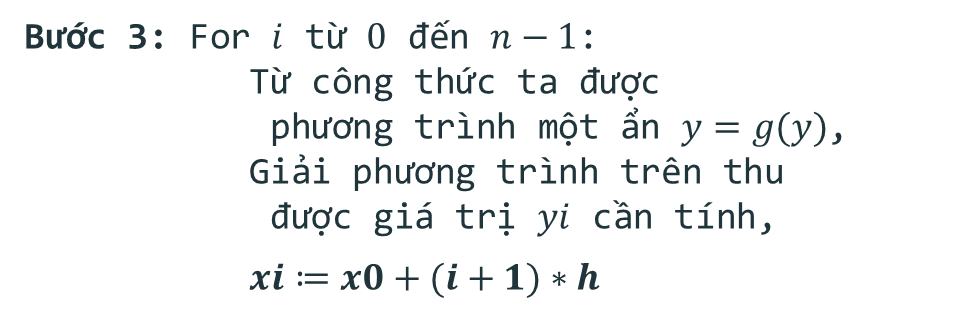 Bước 3: For i từ 0 đến n − 1:
Từ công thức ta được
phương trình một ẩn y = g(y),
Giải phương trình trên thu
được giá trị yi cần tính,
xi ≔ x0 + (i + 1) ∗ h